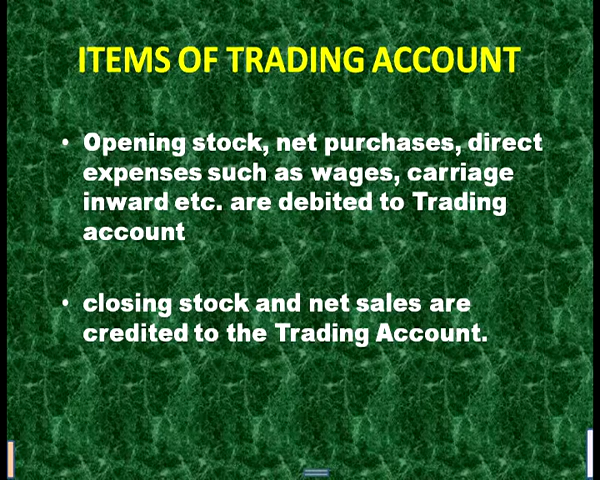 ITEMS OF TRADING ACCOUNT
• Opening stock, net purchases, direct
expenses such as wages, carriage
inward etc. are debited to Trading
account
• closing stock and net sales are
credited to the Trading Account.